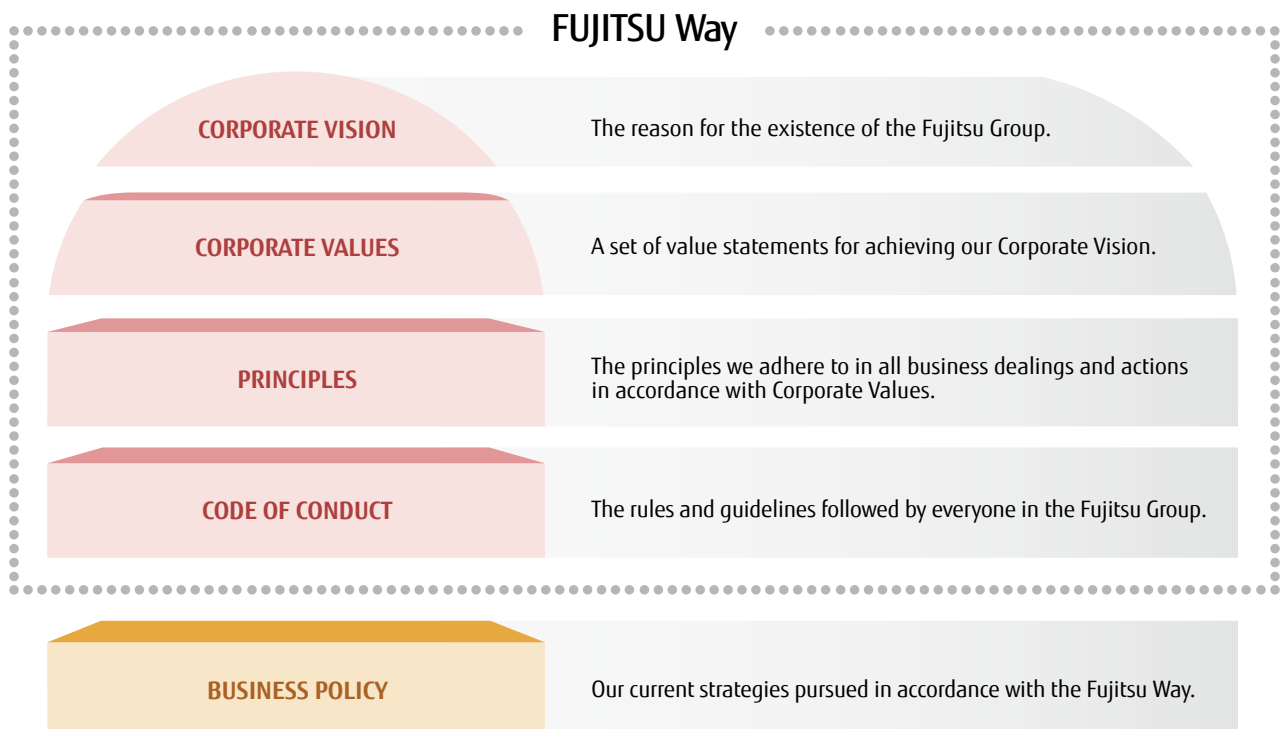 FUJITSU Way
CORPORATE VISION
The reason for the existence of the Fujitsu Group.
CORPORATE VALUES
A set of value statements for achieving our Corporate Vision.
PRINCIPLES
The principles we adhere to in all business dealings and actions
in accordance with Corporate Values.
CODE OF CONDUCT
The rules and guidelines followed by everyone in the Fujitsu Group.
BUSINESS POLICY
Our current strategies pursued in accordance with the Fujitsu Way.